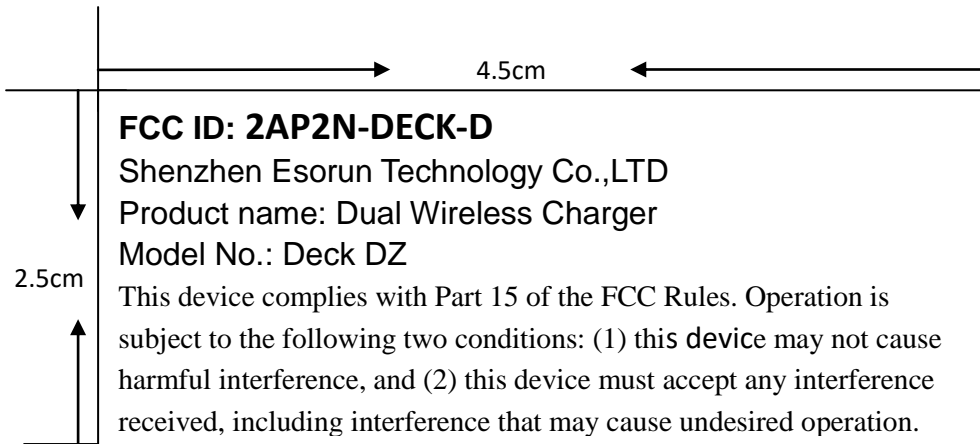 4.5cm
FCC ID: 2AP2N-DECK-D
Shenzhen Esorun Technology Co.,LTD
Product name: Dual Wireless Charger
Model No.: Deck DZ
2.5cm
This device complies with Part 15 of the FCC Rules. Operation is
subject to the following two conditions: (1) this device may not cause
harmful interference, and (2) this device must accept any interference
received, including interference that may cause undesired operation.